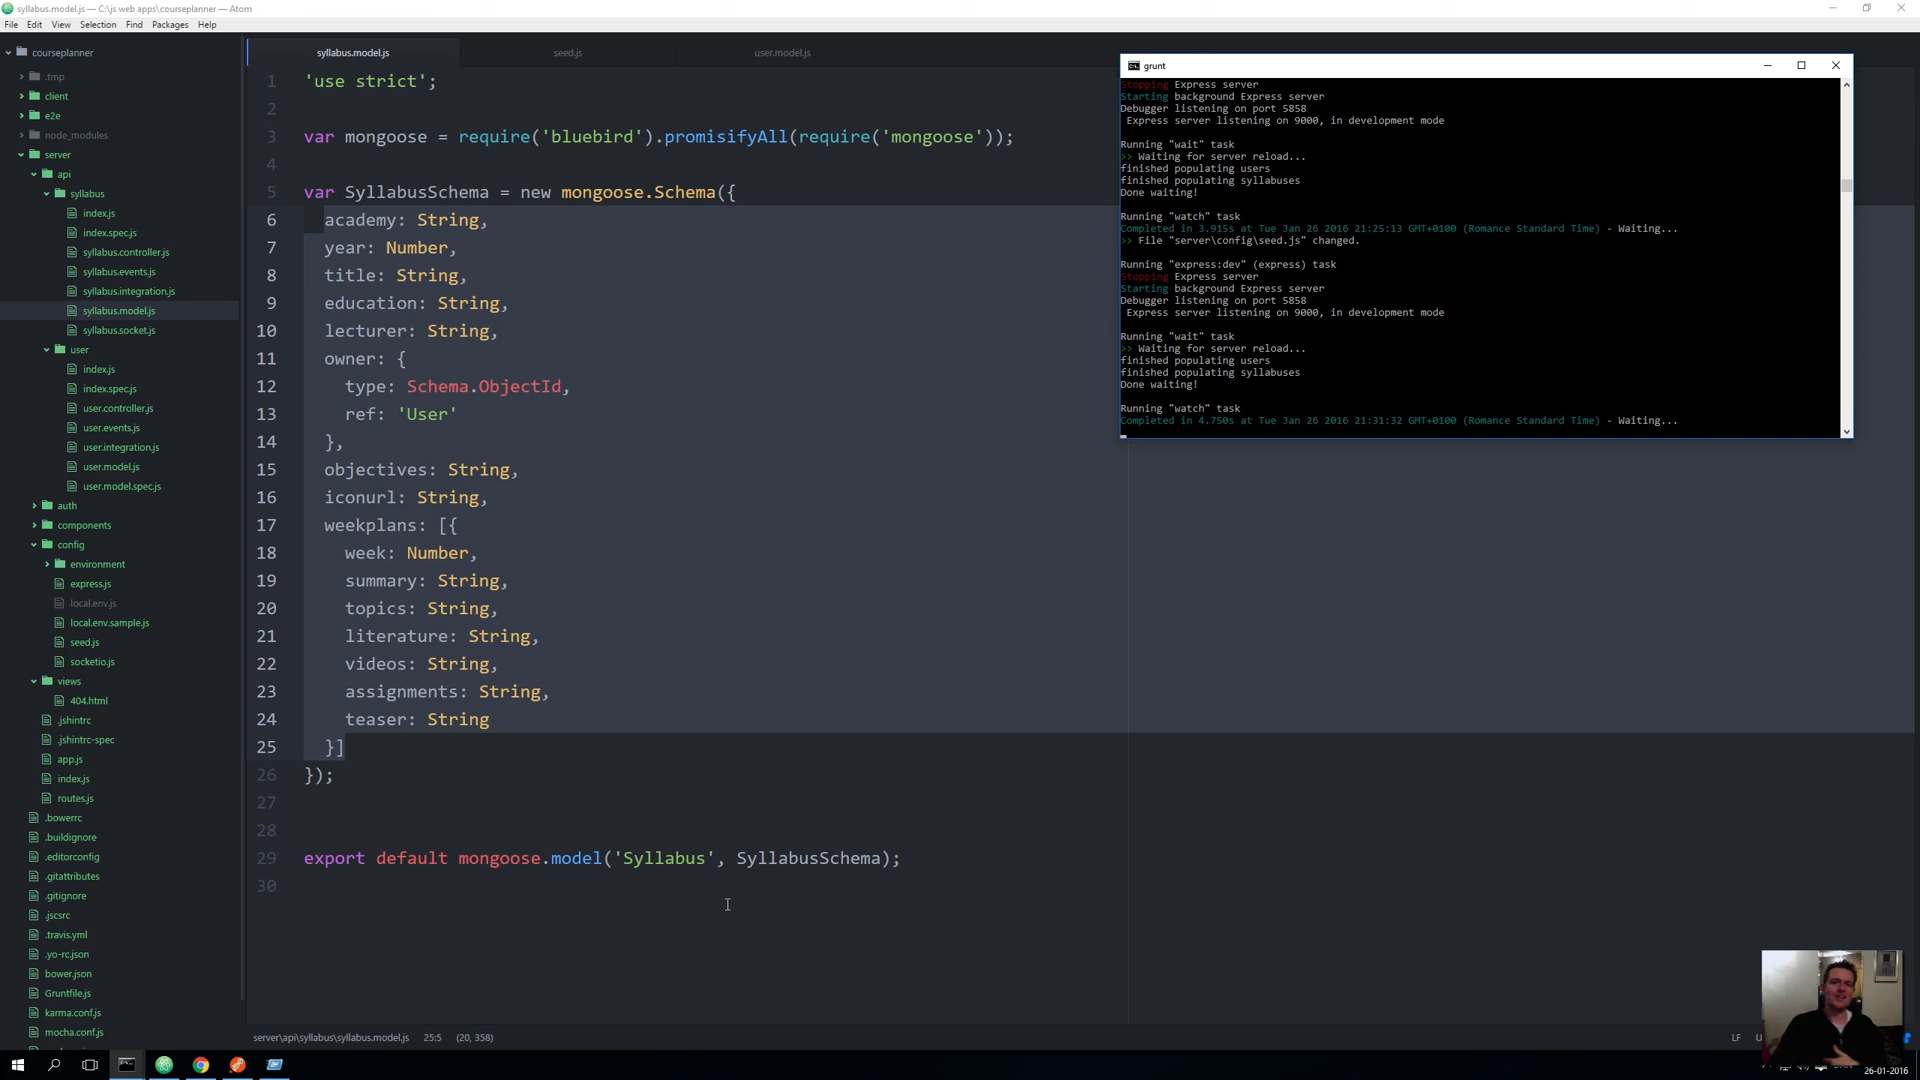 syllabus.model.js — C:\js web apps\courseplanner — Atom
File Edit View Selection Find Packages Help
courseplanner
.tmp
client
e2e
node_modules
server
api
syllabus
index.js
index.spec.js
syllabus.controller.js
syllabus.events.js
syllabus.integration.js
syllabus.model.js
syllabus.socket.js
user
index.js
index.spec.js
user.controller.js
user.events.js
user.integration.js
user.model.js
user.model.spec.js
auth
components
config
environment
express.js
local.env.js
local.env.sample.js
seed.js
socketio.js
views
404.html
.jshintrc
.jshintrc-spec
app.js
index.js
routes.js
.bowerrc
.buildignore
.editorconfig
.gitattributes
.gitignore
.jscsrc
.travis.yml
.yo-rc.json
bower.json
Gruntfile.js
karma.conf.js
mocha.conf.js
syllabus.model.js seed.js user.model.js
1 'use strict';
2
3 var mongoose = require('bluebird').promisifyAll(require('mongoose'));
4
5 var SyllabusSchema = new mongoose.Schema({
6 academy: String,
7 year: Number,
8 title: String,
9 education: String,
10 lecturer: String,
11 owner: {
12 type: Schema.ObjectId,
13 ref: 'User'
14 },
15 objectives: String,
16 iconurl: String,
17 weekplans: [{
18 week: Number,
19 summary: String,
20 topics: String,
21 literature: String,
22 videos: String,
23 assignments: String,
24 teaser: String
25 }]
26 });
27
28
29 export default mongoose.model('Syllabus', SyllabusSchema);
30
grunt
Stopping Express server
Starting background Express server
Debugger listening on port 5858
Express server listening on 9000, in development mode
Running "wait" task
>> Waiting for server reload...
finished populating users
finished populating syllabuses
Done waiting!
Running "watch" task
Completed in 3.915s at Tue Jan 26 2016 21:25:13 GMT+0100 (Romance Standard Time) - Waiting...
>> File "server\config\seed.js" changed.
Running "express:dev" (express) task
Stopping Express server
Starting background Express server
Debugger listening on port 5858
Express server listening on 9000, in development mode
Running "wait" task
>> Waiting for server reload...
finished populating users
finished populating syllabuses
Done waiting!
Running "watch" task
Completed in 4.750s at Tue Jan 26 2016 21:31:32 GMT+0100 (Romance Standard Time) - Waiting...
server\api\syllabus\syllabus.model.js 25:5 (20, 358) LF
26-01-2016